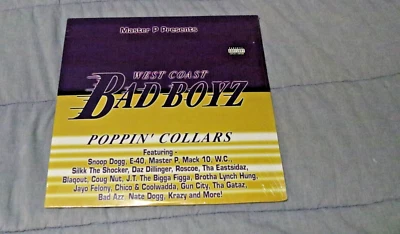 Master P Presents
WEST COAST
BAD BOYZ
POPPIN' COLLARS
Featuring -
Snoop Dogg, E-40, Master P, Mack 10, W.C.,
Silkk The Shocker, Daz Dillinger, Roscoe, Tha Eastsidaz,
Blaqout, Coug Nut, J.T. The Bigga Figga, Brotha Lynch Hung,
Jayo Felony, Chico & Coolwadda, Gun City, Tha Gataz,
Bad Azz, Nate Dogg, Krazy and More!